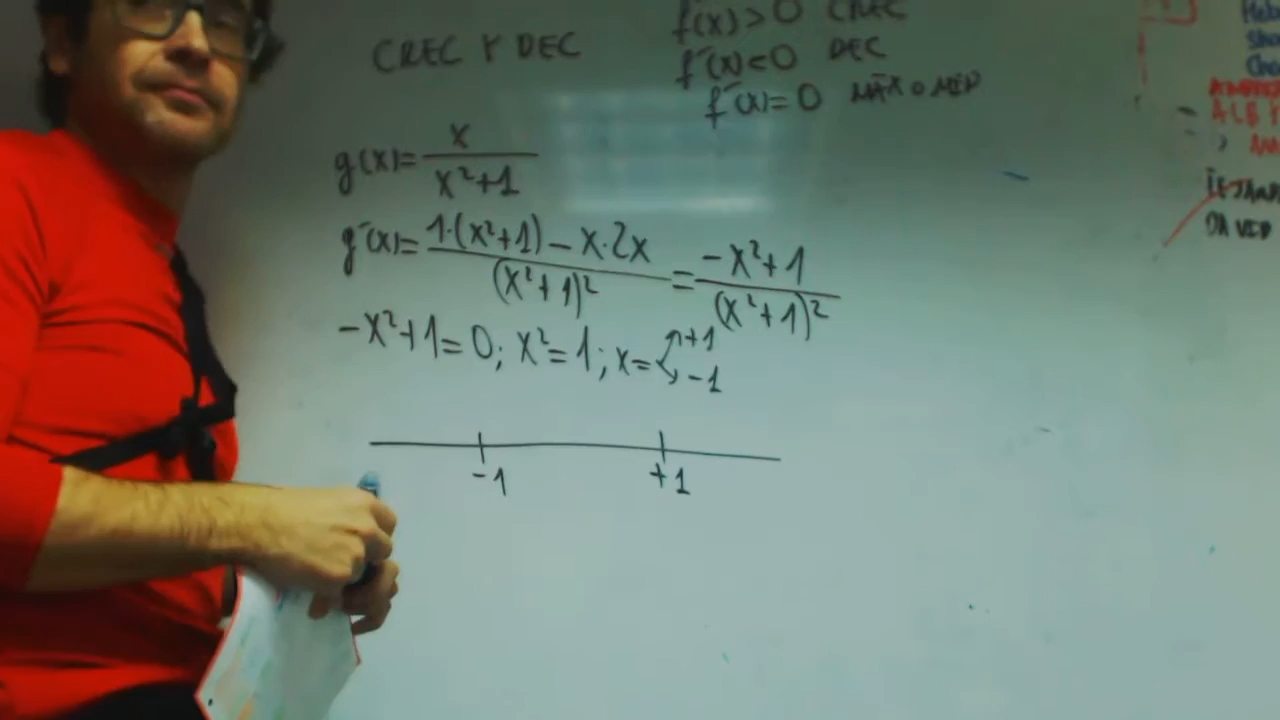 f´(x)>0 CREC
CREC Y DEC
f´(x)<0 DEC
f´(x)=0 MÁX O MIN
g(x)= x / x²+1
g´(x)= 1·(x²+1) - x·2x / (x²+1)² = -x²+1 / (x²+1)²
-x²+1=0; x²=1; x= +1 -1
-1 +1